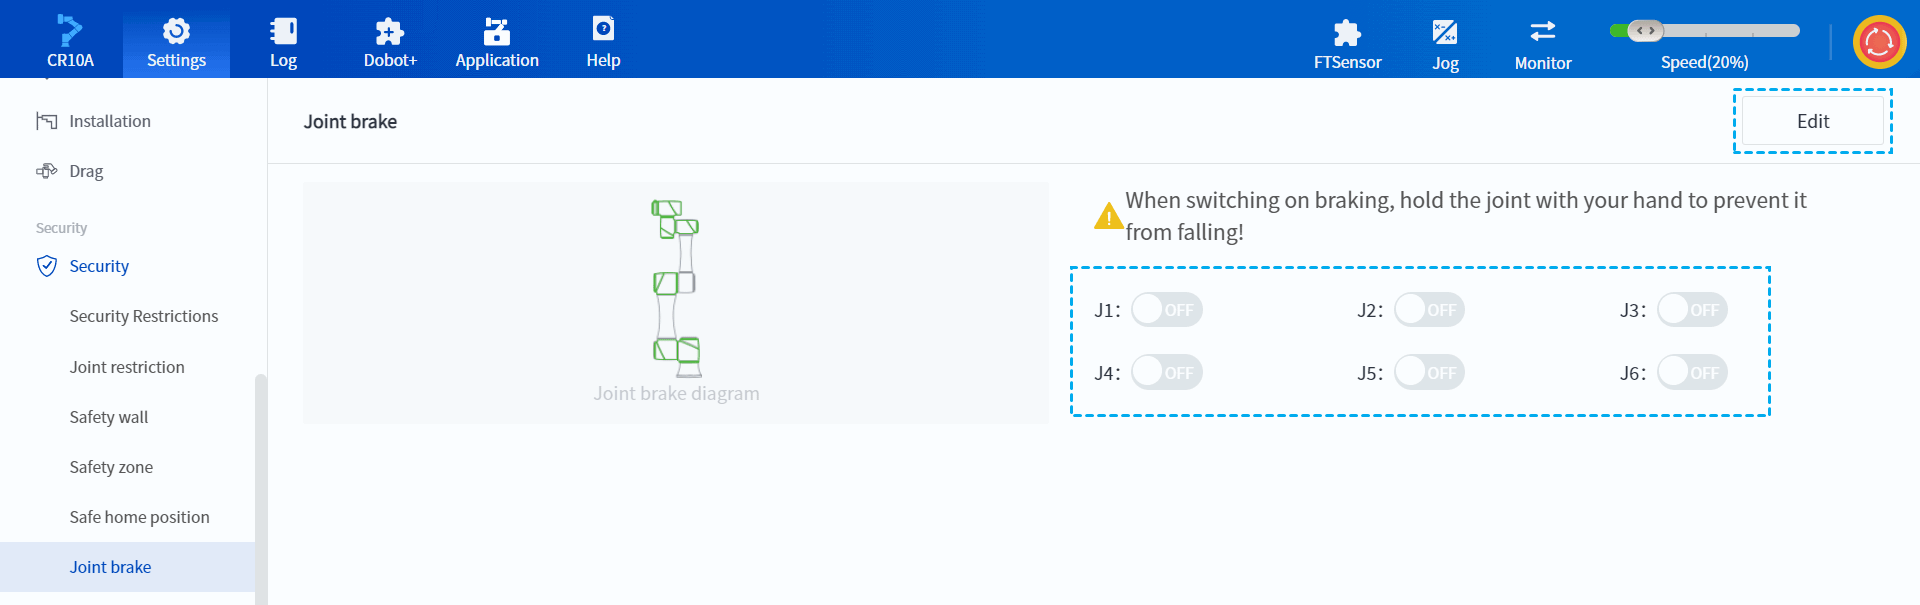 CR10A
Settings
Log
Dobot+
Application
Help
FTSensor
Jog
Monitor
Speed(20%)
Installation
Drag
Security
Security
Security Restrictions
Joint restriction
Safety wall
Safety zone
Safe home position
Joint brake
Joint brake
Edit
Joint brake diagram
When switching on braking, hold the joint with your hand to prevent it
from falling!
J1: OFF
J2: OFF
J3: OFF
J4: OFF
J5: OFF
J6: OFF